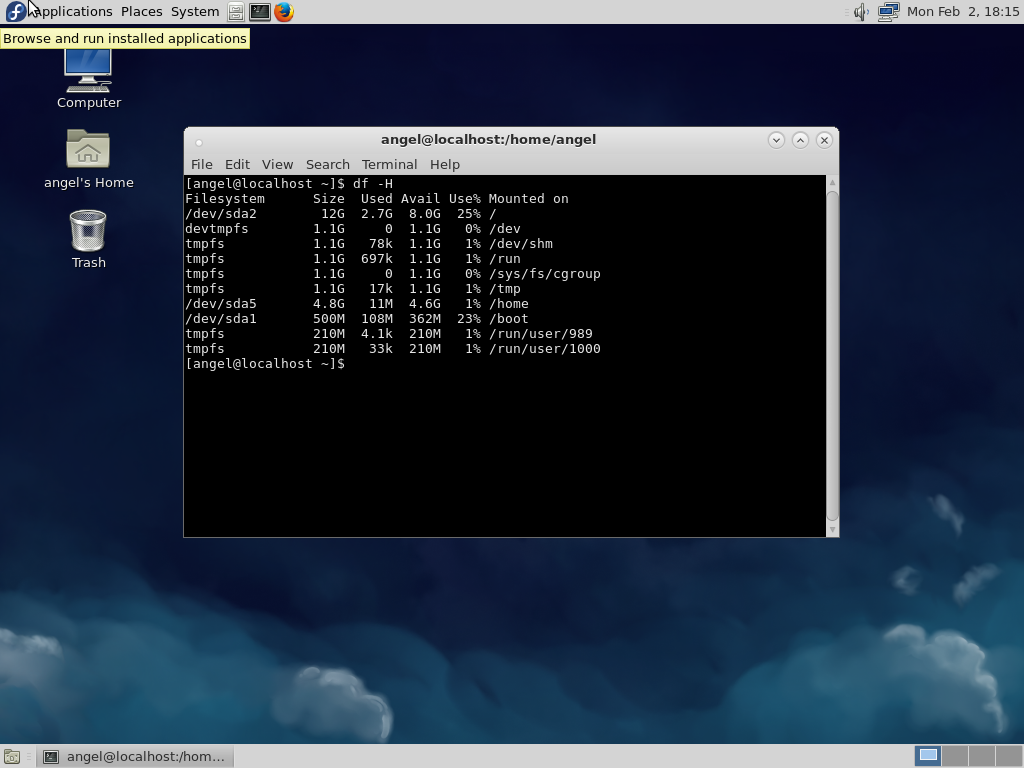 Applications Places System Mon Feb  2, 18:15
Browse and run installed applications
Computer
angel's Home
Trash
angel@localhost:/home/angel
File Edit View Search Terminal Help
[angel@localhost ~]$ df -H
Filesystem      Size  Used Avail Use% Mounted on
/dev/sda2        12G  2.7G  8.0G  25% /
devtmpfs        1.1G     0  1.1G   0% /dev
tmpfs           1.1G   78k  1.1G   1% /dev/shm
tmpfs           1.1G  697k  1.1G   1% /run
tmpfs           1.1G     0  1.1G   0% /sys/fs/cgroup
tmpfs           1.1G   17k  1.1G   1% /tmp
/dev/sda5       4.8G   11M  4.6G   1% /home
/dev/sda1       500M  108M  362M  23% /boot
tmpfs           210M  4.1k  210M   1% /run/user/989
tmpfs           210M   33k  210M   1% /run/user/1000
[angel@localhost ~]$
angel@localhost:/hom...